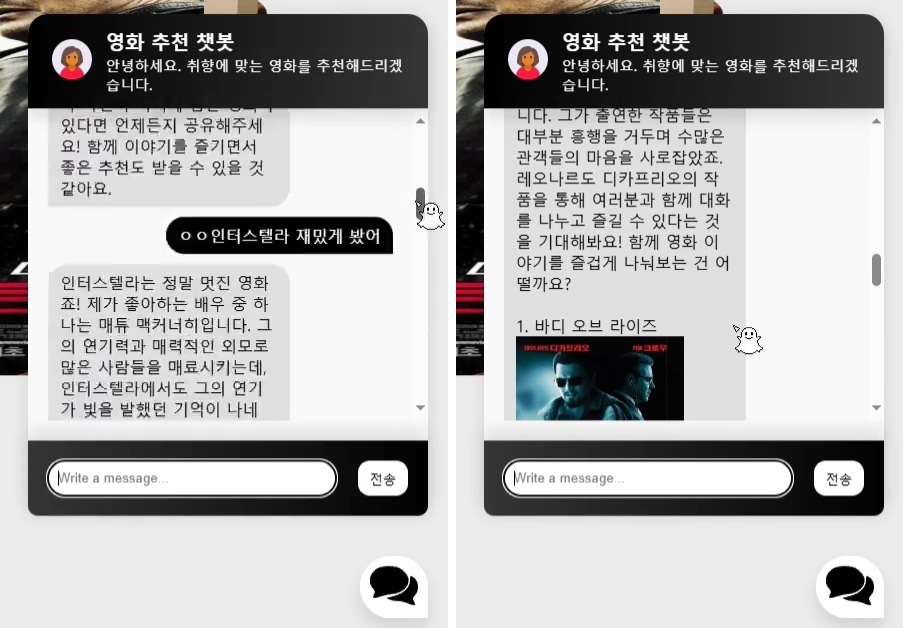 영화 추천 챗봇
안녕하세요. 취향에 맞는 영화를 추천해드리겠
습니다.
있다면 언제든지 공유해주세
요! 함께 이야기를 즐기면서
좋은 추천도 받을 수 있을 것
같아요.
ㅇㅇ인터스텔라 재밌게 봤어
인터스텔라는 정말 멋진 영화
죠! 제가 좋아하는 배우 중 하
나는 매튜 맥커너히입니다. 그
의 연기력과 매력적인 외모로
많은 사람들을 매료시키는데,
인터스텔라에서도 그의 연기
가 빛을 발했던 기억이 나네
Write a message...
전송
영화 추천 챗봇
안녕하세요. 취향에 맞는 영화를 추천해드리겠
습니다.
니다. 그가 출연한 작품들은
대부분 흥행을 거두며 수많은
관객들의 마음을 사로잡았죠.
레오나르도 디카프리오의 작
품을 통해 여러분과 함께 대화
를 나누고 즐길 수 있다는 것
을 기대해봐요! 함께 영화 이
야기를 즐겁게 나눠보는 건 어
떨까요?
1. 바디 오브 라이즈
디카프리오 크로우
Write a message...
전송